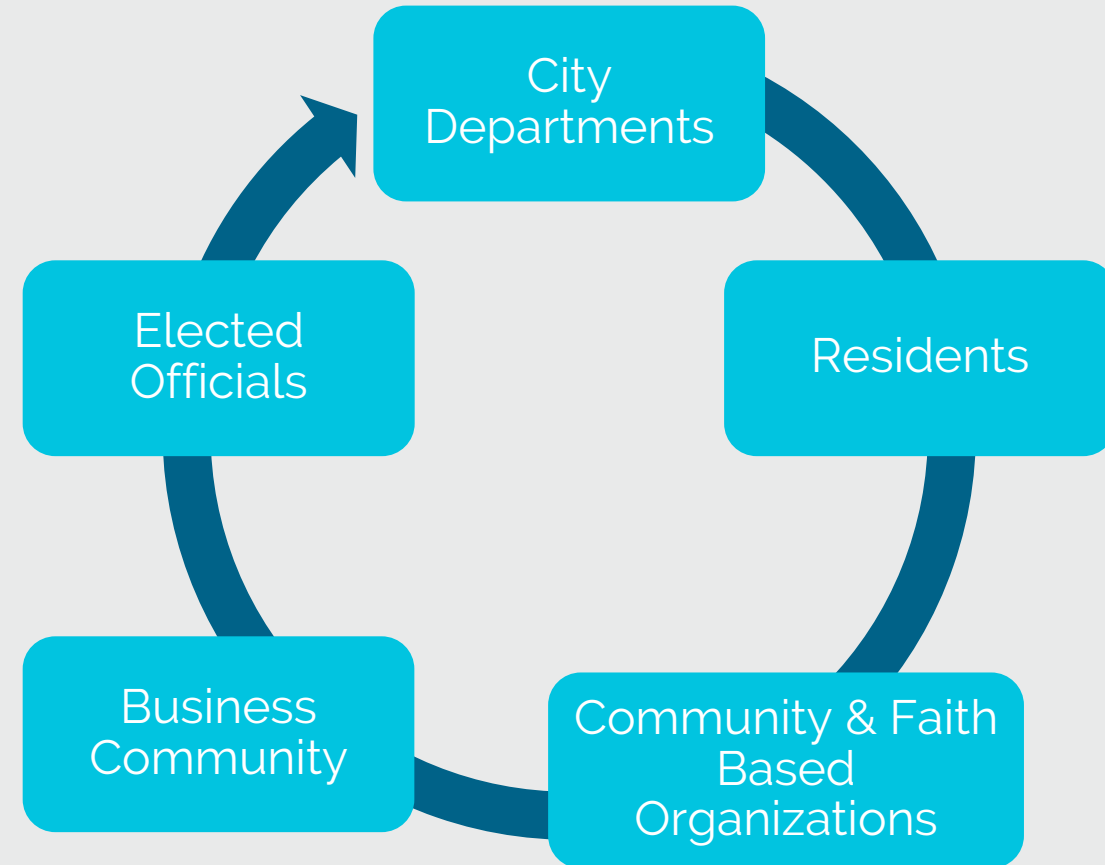 City
Departments
Residents
Community & Faith
Based
Organizations
Business
Community
Elected
Officials